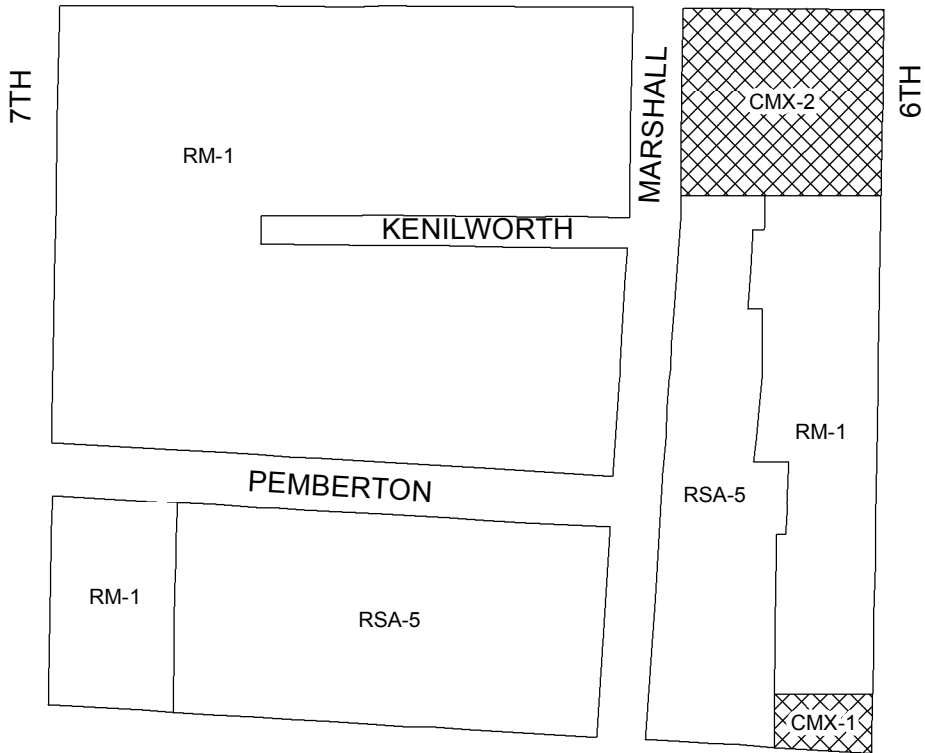 7TH
MARSHALL
6TH
CMX-2
RM-1
KENILWORTH
RM-1
PEMBERTON
RSA-5
RM-1
RSA-5
CMX-1